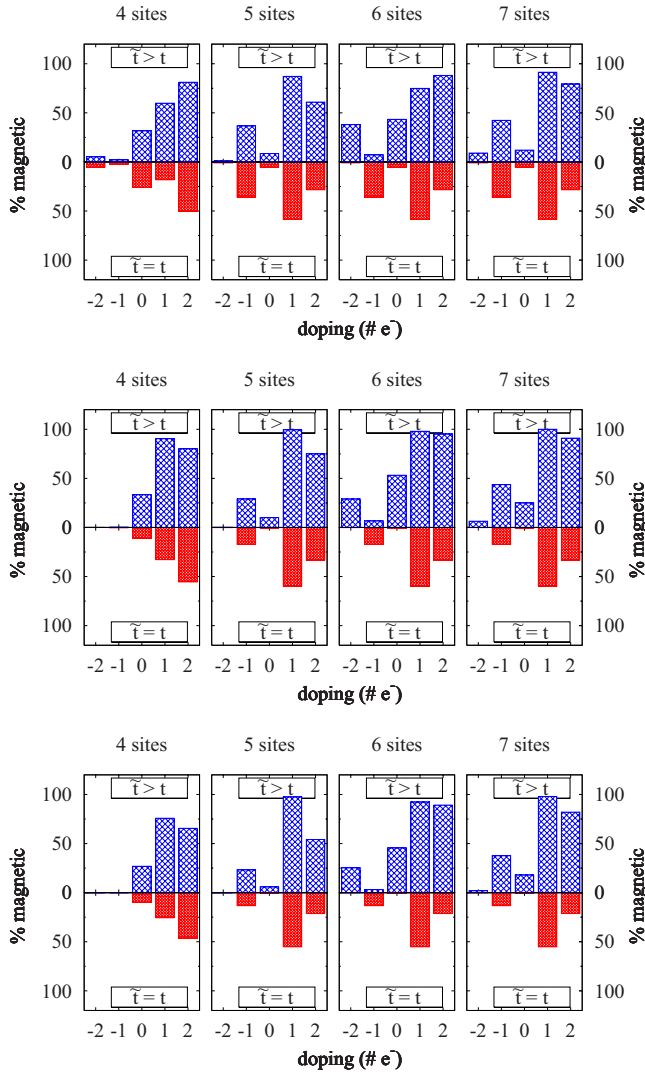 4 sites 5 sites 6 sites 7 sites
t̃ > t t̃ > t t̃ > t t̃ > t
100 100
50 50
0 0
50 50
100 100
% magnetic % magnetic
t̃ = t t̃ = t t̃ = t t̃ = t
-2 -1 0 1 2 -2 -1 0 1 2 -2 -1 0 1 2 -2 -1 0 1 2
doping (# e⁻) doping (# e⁻)
4 sites 5 sites 6 sites 7 sites
t̃ > t t̃ > t t̃ > t t̃ > t
100 100
50 50
0 0
50 50
100 100
% magnetic % magnetic
t̃ = t t̃ = t t̃ = t t̃ = t
-2 -1 0 1 2 -2 -1 0 1 2 -2 -1 0 1 2 -2 -1 0 1 2
doping (# e⁻)
4 sites 5 sites 6 sites 7 sites
t̃ > t t̃ > t t̃ > t t̃ > t
100 100
50 50
0 0
50 50
100 100
% magnetic % magnetic
t̃ = t t̃ = t t̃ = t t̃ = t
-2 -1 0 1 2 -2 -1 0 1 2 -2 -1 0 1 2 -2 -1 0 1 2
doping (# e⁻)